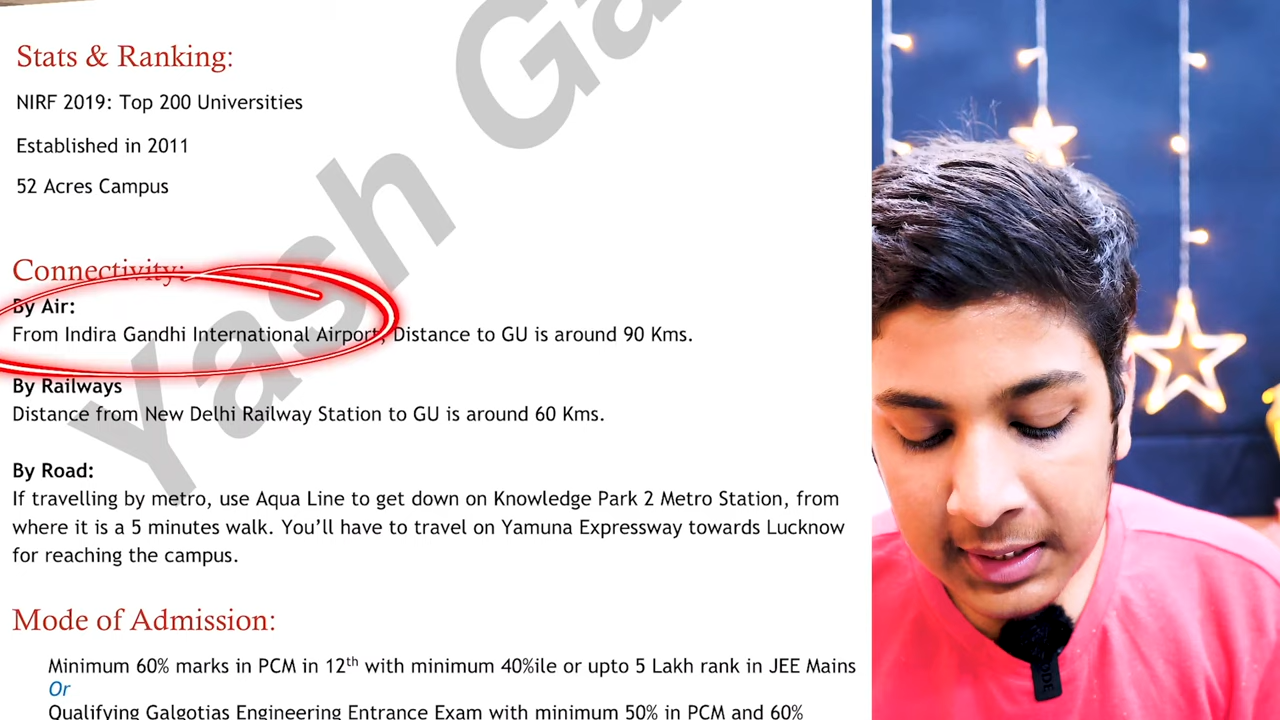 Stats & Ranking:
NIRF 2019: Top 200 Universities
Established in 2011
52 Acres Campus
Connectivity:
By Air:
From Indira Gandhi International Airport, Distance to GU is around 90 Kms.
By Railways
Distance from New Delhi Railway Station to GU is around 60 Kms.
By Road:
If travelling by metro, use Aqua Line to get down on Knowledge Park 2 Metro Station, from
where it is a 5 minutes walk. You’ll have to travel on Yamuna Expressway towards Lucknow
for reaching the campus.
Mode of Admission:
Minimum 60% marks in PCM in 12th with minimum 40%ile or upto 5 Lakh rank in JEE Mains
Or
Qualifying Galgotias Engineering Entrance Exam with minimum 50% in PCM and 60%
Yash Ga